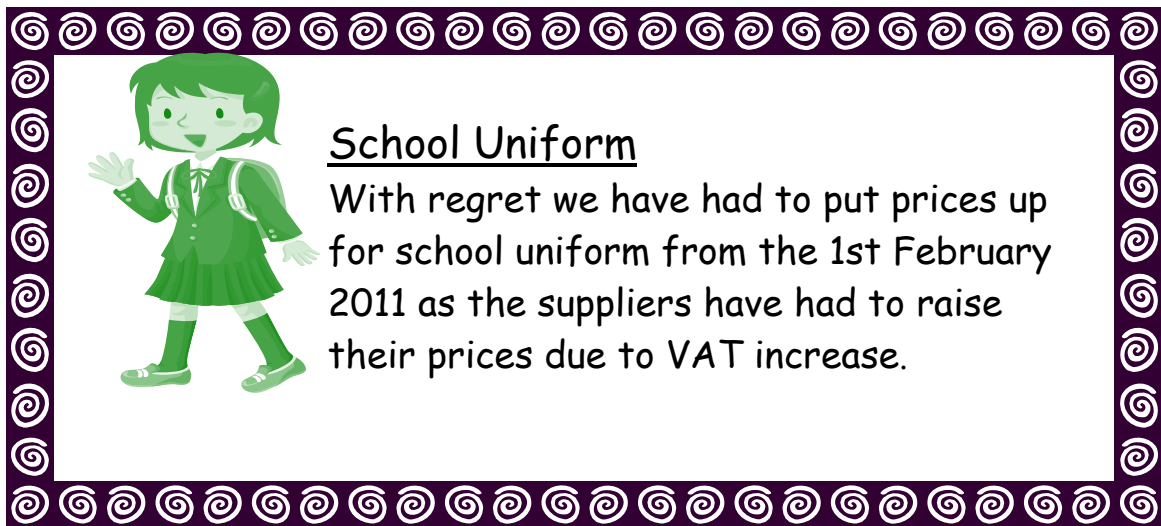 School Uniform
With regret we have had to put prices up
for school uniform from the 1st February
2011 as the suppliers have had to raise
their prices due to VAT increase.